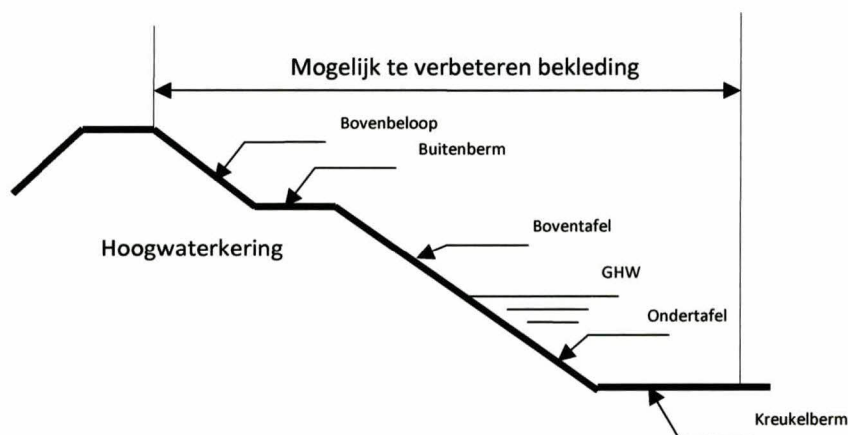 Mogelijk te verbeteren bekleding
Bovenbeloop
Buitenberm
Hoogwaterkering
Boventafel
GHW
Ondertafel
Kreukelberm